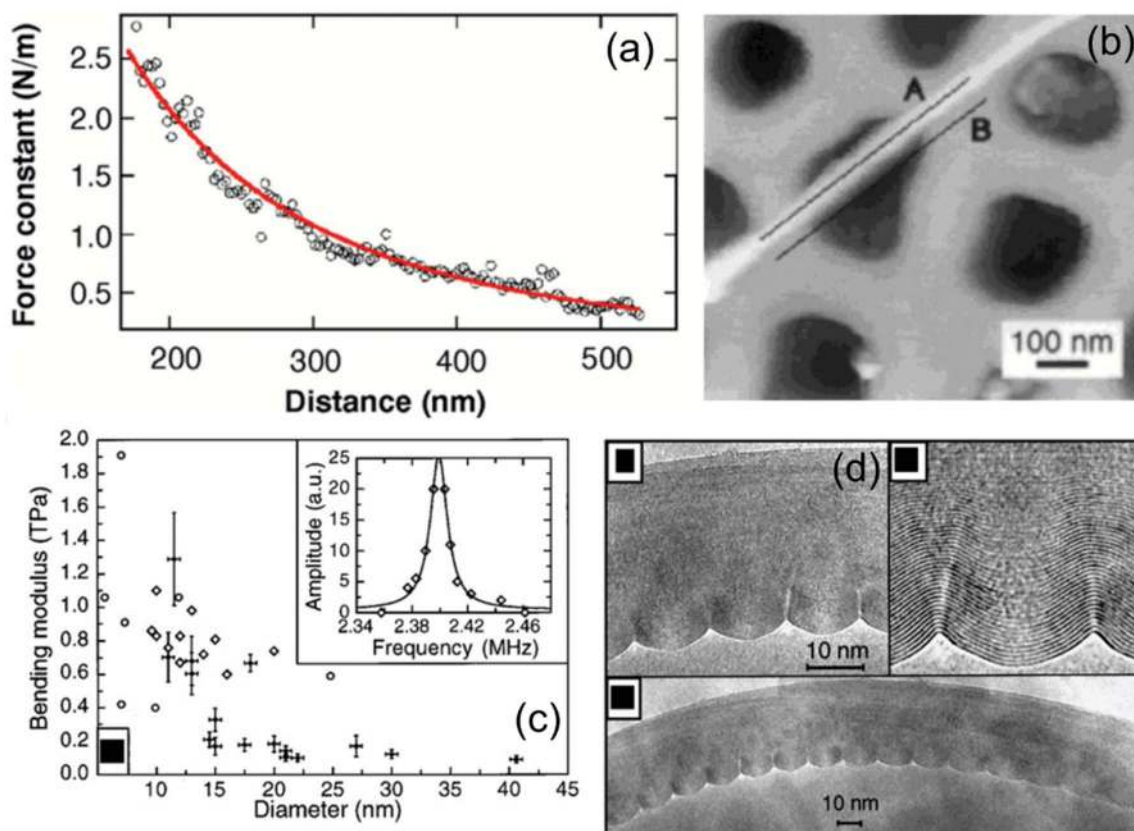 (a)
Force constant (N/m)
2.5
2.0
1.5
1.0
0.5
200 300 400 500
Distance (nm)
(b)
A
B
100 nm
(c)
Bending modulus (TPa)
2.0
1.8
1.6
1.4
1.2
1.0
0.8
0.6
0.4
0.2
0.0
10 15 20 25 30 35 40 45
Diameter (nm)
Amplitude (a.u.)
25
20
15
10
5
0
2.34 2.38 2.42 2.46
Frequency (MHz)
(d)
10 nm
10 nm